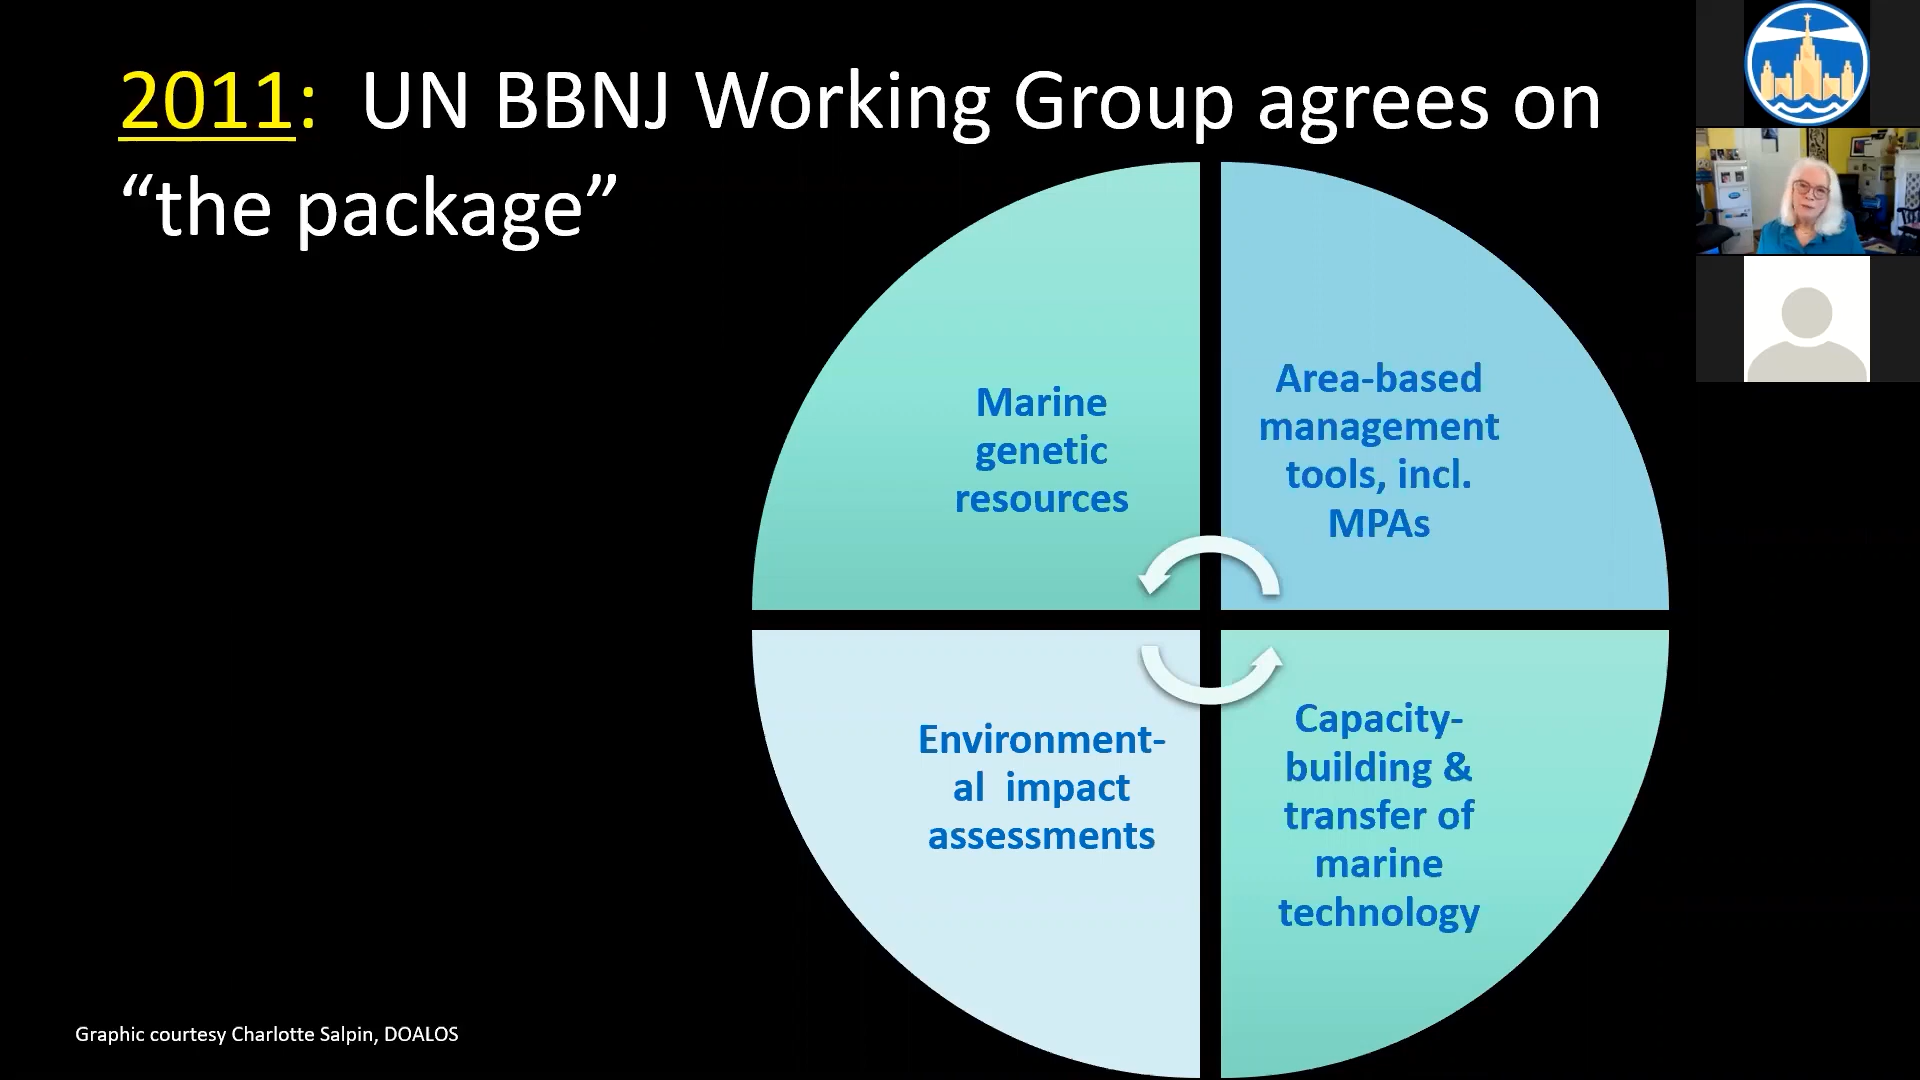 2011:  UN BBNJ Working Group agrees on
“the package”
Marine
genetic
resources
Area-based
management
tools, incl.
MPAs
Environment-
al  impact
assessments
Capacity-
building &
transfer of
marine
technology
Graphic courtesy Charlotte Salpin, DOALOS